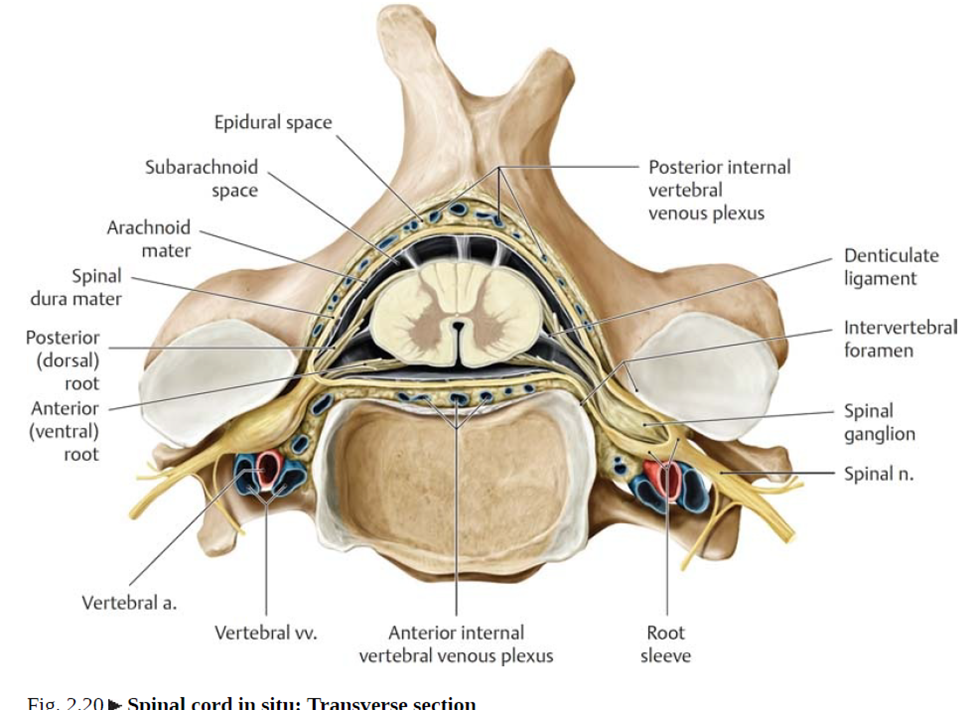 Epidural space
Subarachnoid
space
Arachnoid
mater
Spinal
dura mater
Posterior
(dorsal)
root
Anterior
(ventral)
root
Vertebral a.
Vertebral vv.
Anterior internal
vertebral venous plexus
Root
sleeve
Posterior internal
vertebral
venous plexus
Denticulate
ligament
Intervertebral
foramen
Spinal
ganglion
Spinal n.
Fig. 2.20 ► Spinal cord in situ: Transverse section